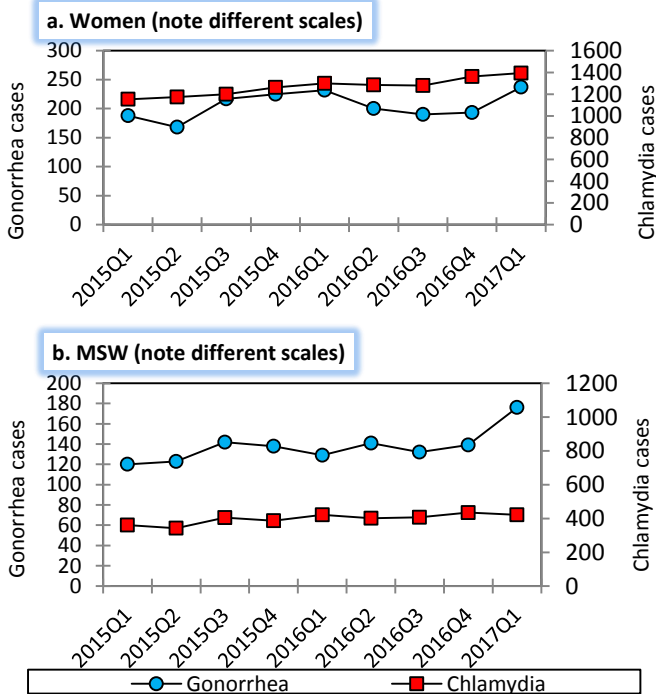 a. Women (note different scales)
300
250
200
150
100
50
0
Gonorrhea cases
1600
1400
1200
1000
800
600
400
200
0
Chlamydia cases
2015Q1
2015Q2
2015Q3
2015Q4
2016Q1
2016Q2
2016Q3
2016Q4
2017Q1
b. MSW (note different scales)
200
180
160
140
120
100
80
60
40
20
0
Gonorrhea cases
1200
1000
800
600
400
200
0
Chlamydia cases
2015Q1
2015Q2
2015Q3
2015Q4
2016Q1
2016Q2
2016Q3
2016Q4
2017Q1
Gonorrhea
Chlamydia